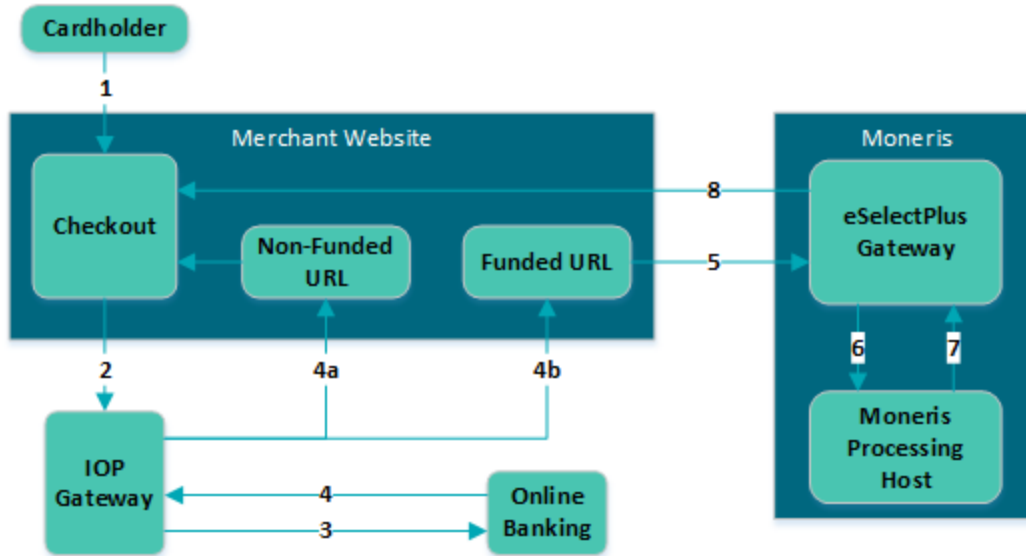 Cardholder
1
Merchant Website
Moneris
Checkout
8
eSelectPlus
Gateway
Non-Funded
URL
Funded URL
5
2
4a
4b
6
7
IOP
Gateway
4
3
Online
Banking
Moneris
Processing
Host